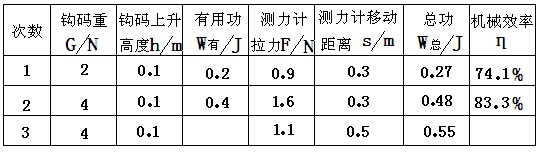 次数 钩码重G/N 钩码上升高度h/m 有用功W有/J 测力计拉力F/N 测力计移动距离 s/m 总功W总/J 机械效率η
1 2 0.1 0.2 0.9 0.3 0.27 74.1%
2 4 0.1 0.4 1.6 0.3 0.48 83.3%
3 4 0.1 1.1 0.5 0.55